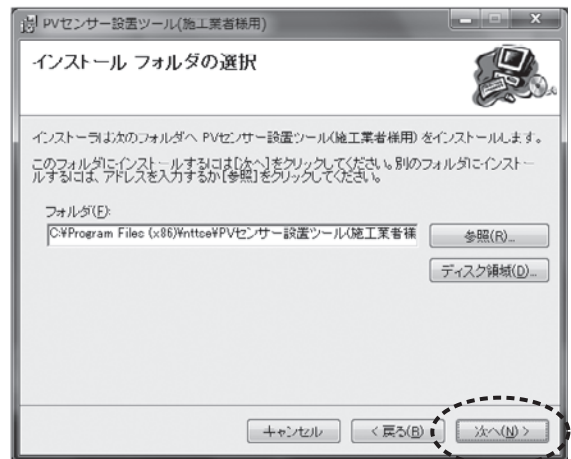 PVセンサー設置ツール(施工業者様用)
インストール フォルダの選択
インストーラは次のフォルダへ PVセンサー設置ツール(施工業者様用) をインストールします。
このフォルダにインストールするには[次へ]をクリックしてください。別のフォルダにインストー
ルするには、アドレスを入力するか[参照]をクリックしてください。
フォルダ(F):
C:¥Program Files (x86)¥nttce¥PVセンサー設置ツール(施工業者様
参照(R)...
ディスク領域(D)...
キャンセル
< 戻る(B)
次へ(N) >